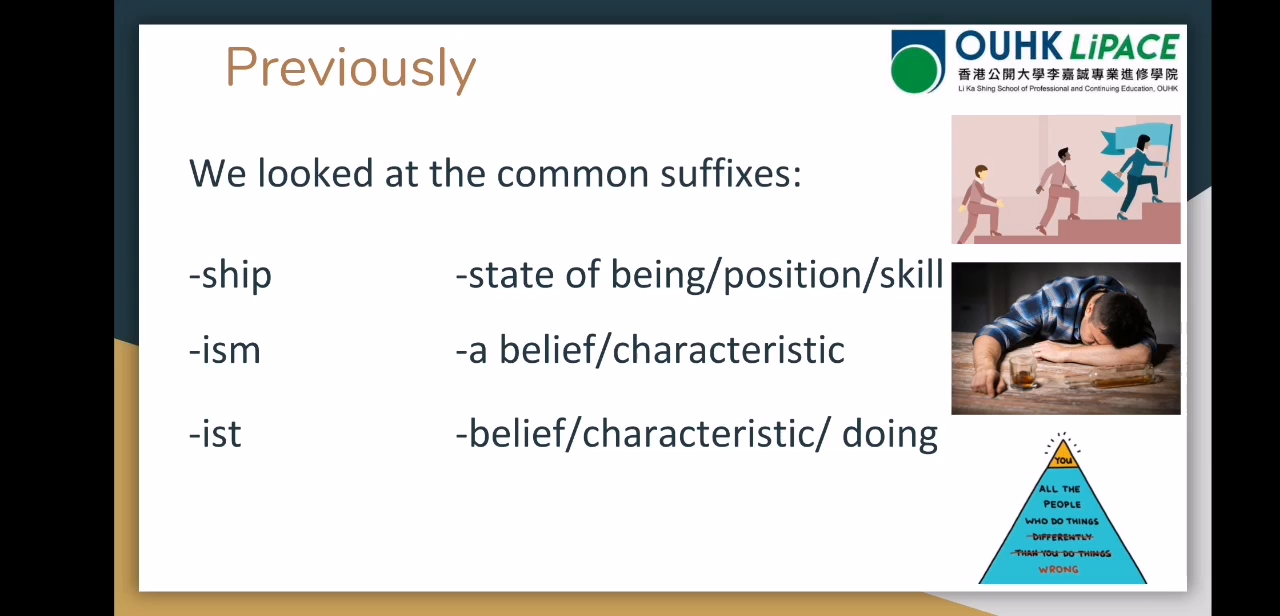 Previously
OUHK LiPACE
香港公開大學李嘉誠專業進修學院
Li Ka Shing School of Professional and Continuing Education, OUHK
We looked at the common suffixes:
-ship -state of being/position/skill
-ism -a belief/characteristic
-ist -belief/characteristic/ doing
YOU
ALL THE
PEOPLE
WHO DO THINGS
DIFFERENTLY
THAN YOU DO THINGS
WRONG